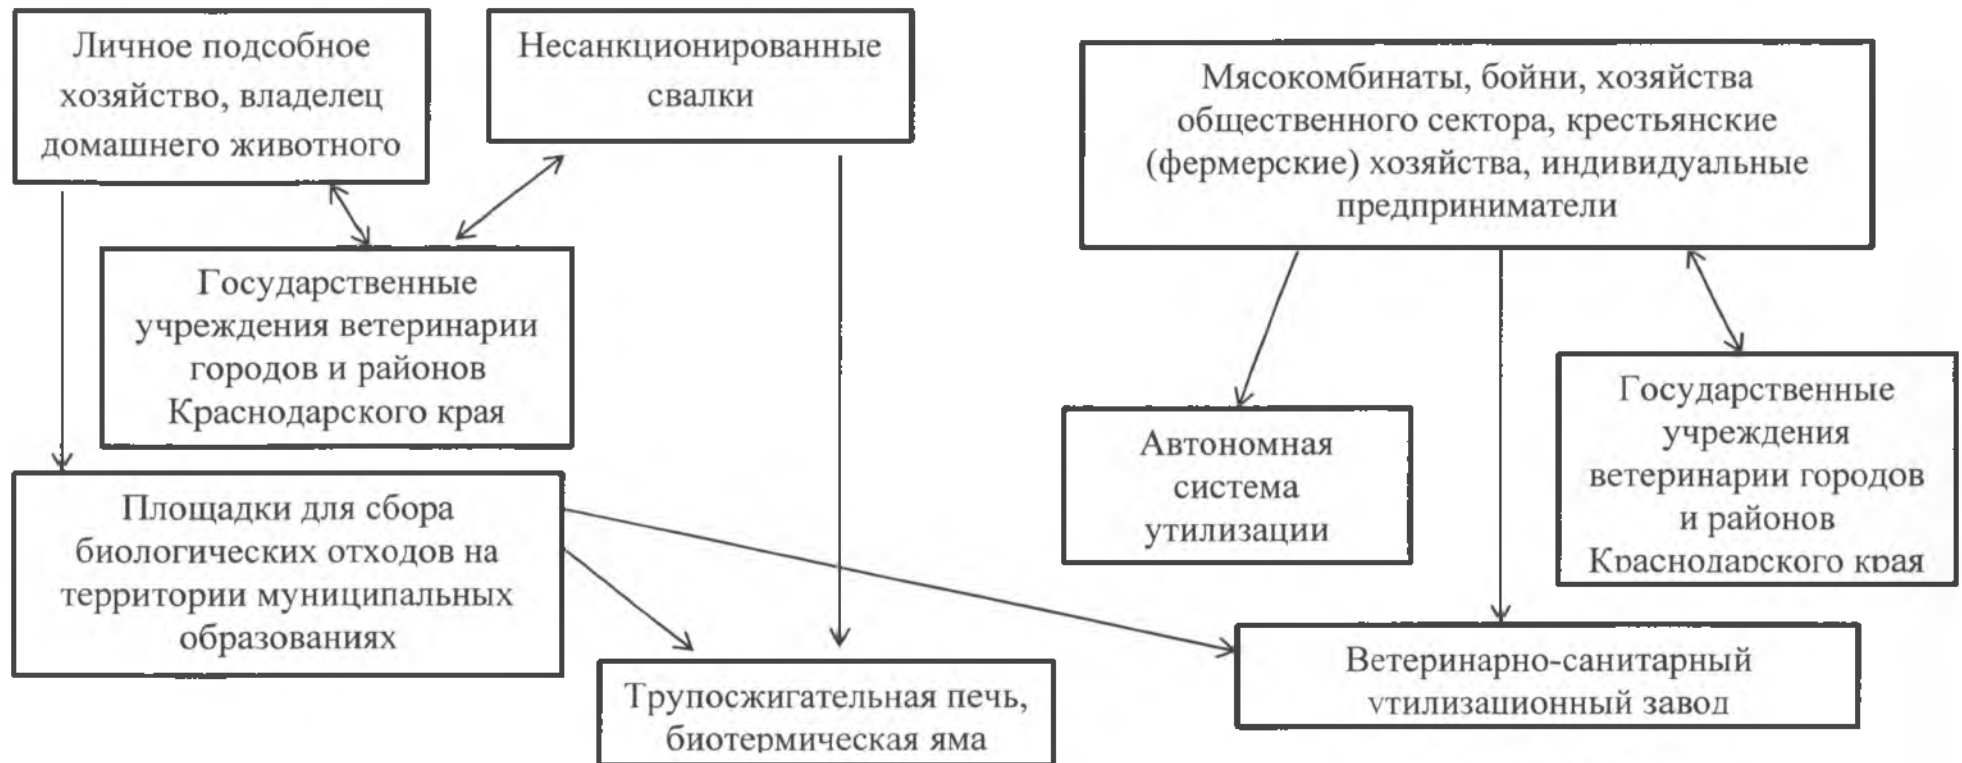 Личное подсобное
хозяйство, владелец
домашнего животного
Несанкционированные
свалки
Мясокомбинаты, бойни, хозяйства
общественного сектора, крестьянские
(фермерские) хозяйства, индивидуальные
предприниматели
Государственные
учреждения ветеринарии
городов и районов
Краснодарского края
Автономная
система
утилизации
Государственные
учреждения
ветеринарии городов
и районов
Краснодарского края
Площадки для сбора
биологических отходов на
территории муниципальных
образованиях
Трупосжигательная печь,
биотермическая яма
Ветеринарно-санитарный
утилизационный завод